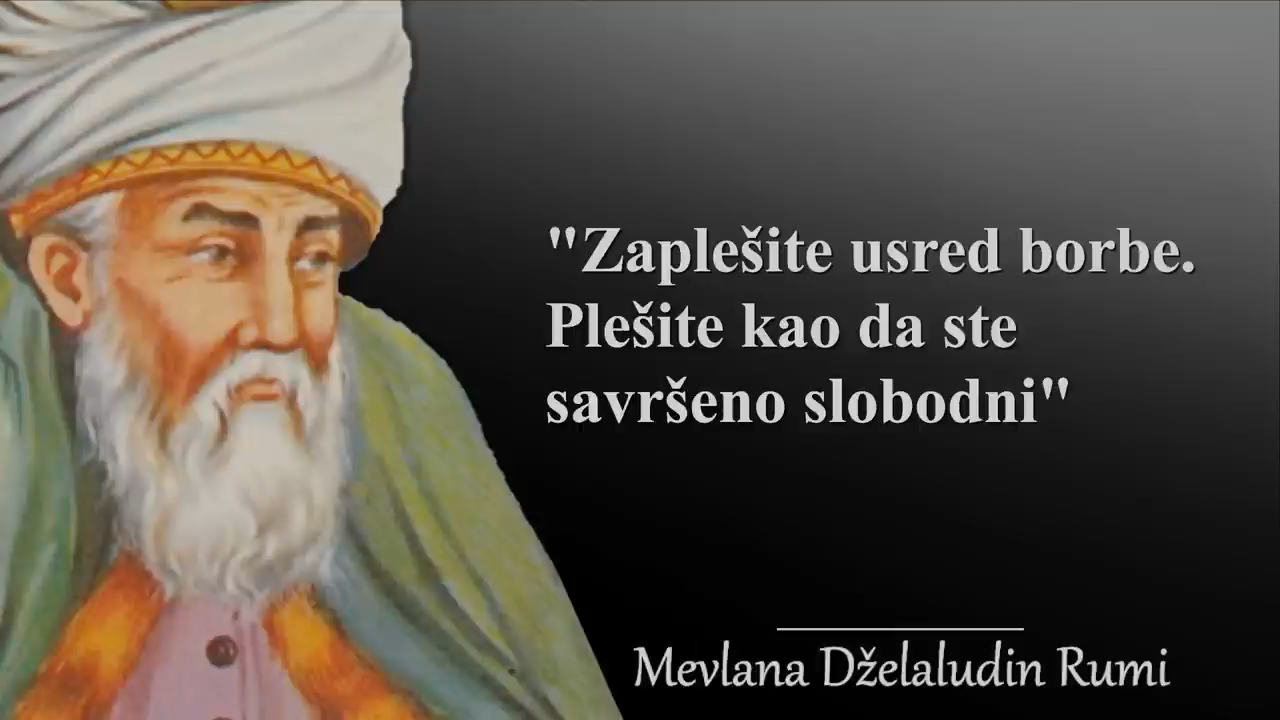 "Zaplešite usred borbe.
Plešite kao da ste
savršeno slobodni"
Mevlana Dželaludin Rumi